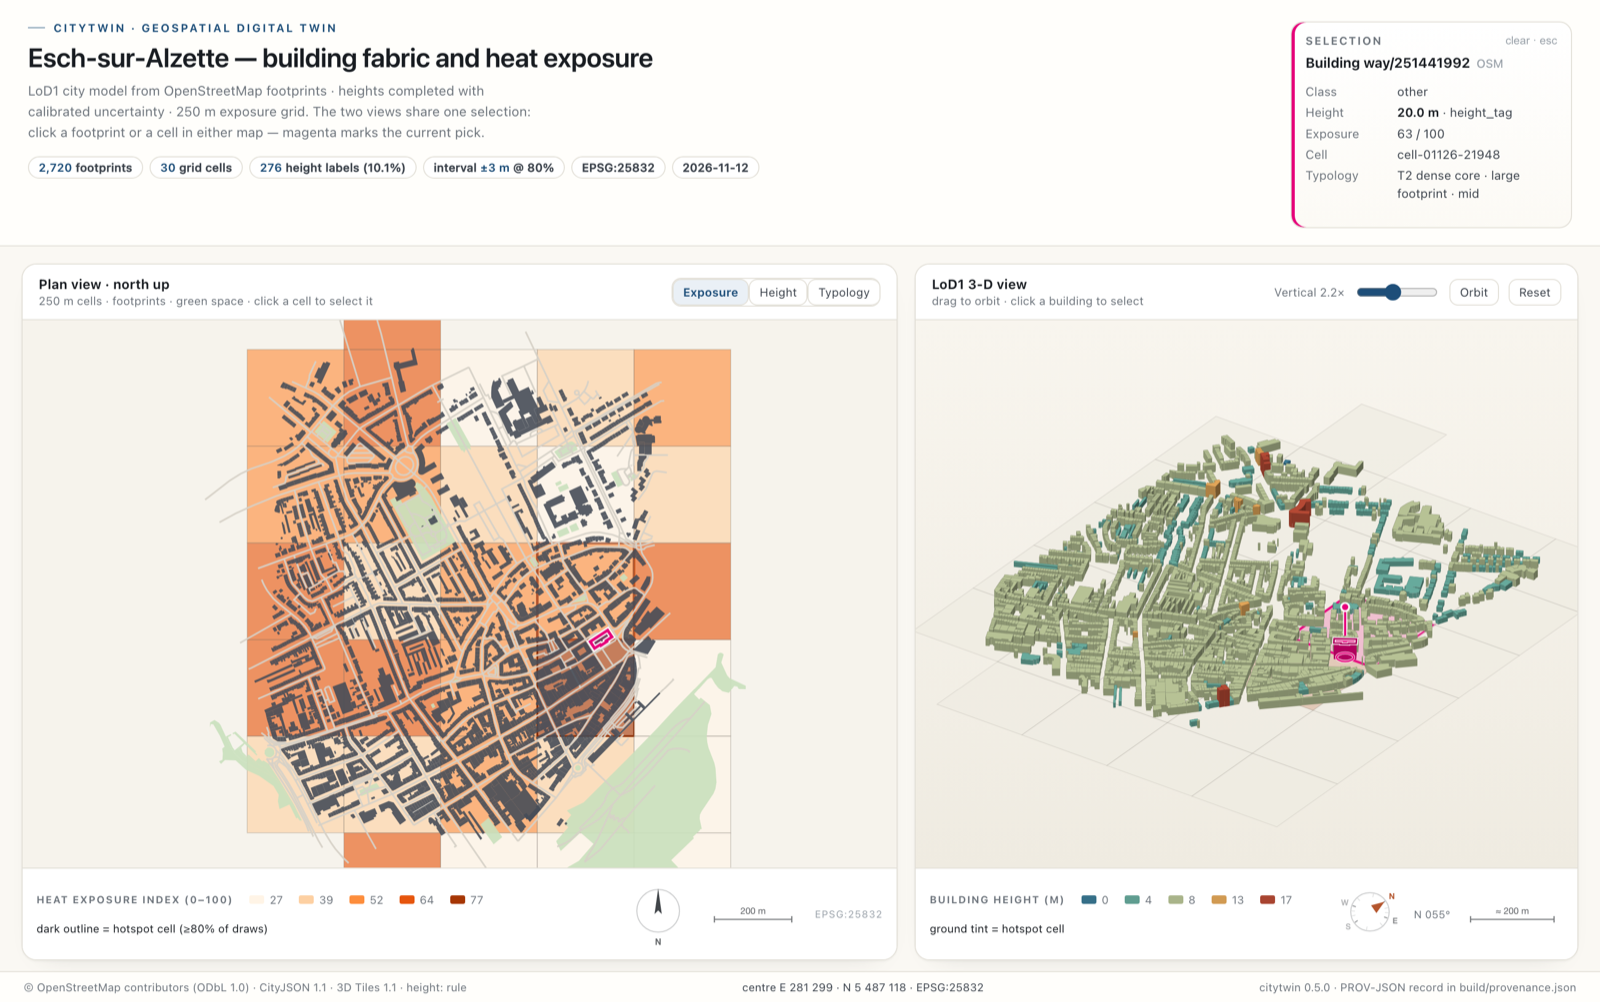 CITYTWIN · GEOSPATIAL DIGITAL TWIN
Esch-sur-Alzette — building fabric and heat exposure
LoD1 city model from OpenStreetMap footprints · heights completed with
calibrated uncertainty · 250 m exposure grid. The two views share one selection:
click a footprint or a cell in either map — magenta marks the current pick.
2,720 footprints
30 grid cells
276 height labels (10.1%)
interval ±3 m @ 80%
EPSG:25832
2026-11-12
SELECTION
clear · esc
Building way/251441992 OSM
Class other
Height 20.0 m · height_tag
Exposure 63 / 100
Cell cell-01126-21948
Typology T2 dense core · large
footprint · mid
Plan view · north up
250 m cells · footprints · green space · click a cell to select it
Exposure Height Typology
LoD1 3-D view
drag to orbit · click a building to select
Vertical 2.2×
Orbit
Reset
HEAT EXPOSURE INDEX (0–100) 27 39 52 64 77
dark outline = hotspot cell (≥80% of draws)
N
200 m
EPSG:25832
BUILDING HEIGHT (M) 0 4 8 13 17
ground tint = hotspot cell
N
W
E
S
N 055°
≈ 200 m
© OpenStreetMap contributors (ODbL 1.0) · CityJSON 1.1 · 3D Tiles 1.1 · height: rule
centre E 281 299 · N 5 487 118 · EPSG:25832
citytwin 0.5.0 · PROV-JSON record in build/provenance.json